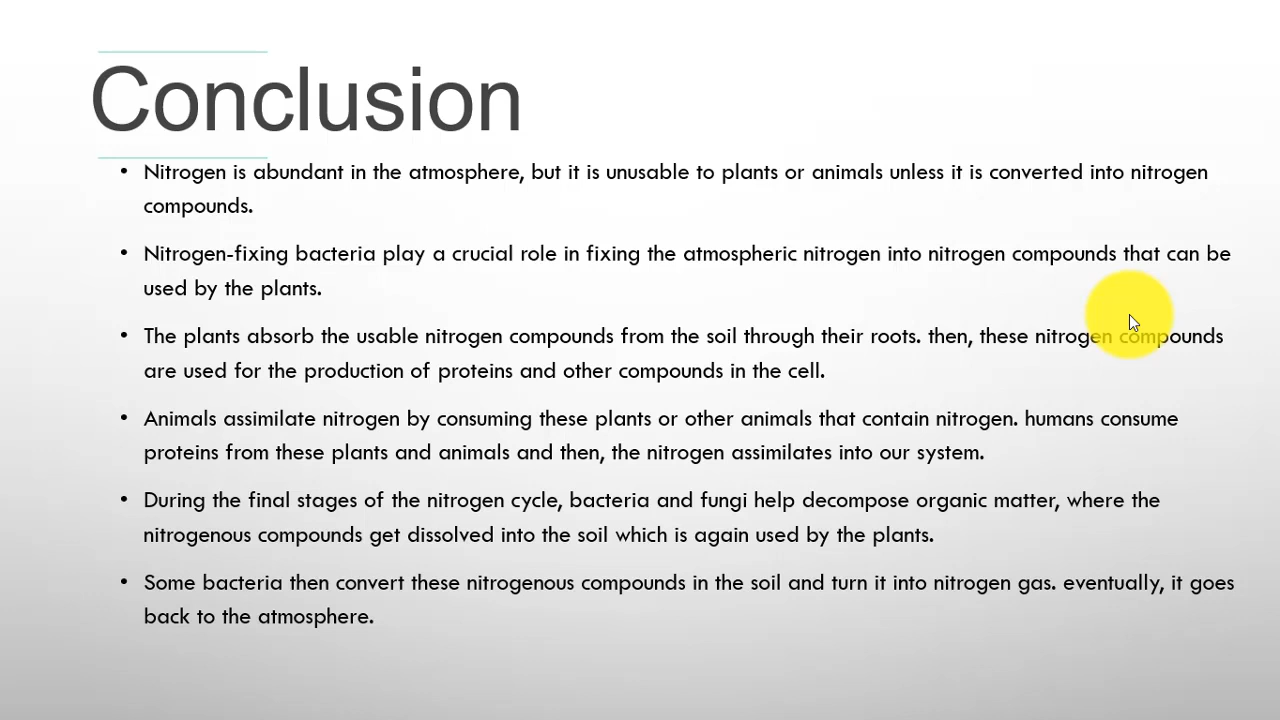 Conclusion
• Nitrogen is abundant in the atmosphere, but it is unusable to plants or animals unless it is converted into nitrogen
compounds.
• Nitrogen-fixing bacteria play a crucial role in fixing the atmospheric nitrogen into nitrogen compounds that can be
used by the plants.
• The plants absorb the usable nitrogen compounds from the soil through their roots. then, these nitrogen compounds
are used for the production of proteins and other compounds in the cell.
• Animals assimilate nitrogen by consuming these plants or other animals that contain nitrogen. humans consume
proteins from these plants and animals and then, the nitrogen assimilates into our system.
• During the final stages of the nitrogen cycle, bacteria and fungi help decompose organic matter, where the
nitrogenous compounds get dissolved into the soil which is again used by the plants.
• Some bacteria then convert these nitrogenous compounds in the soil and turn it into nitrogen gas. eventually, it goes
back to the atmosphere.